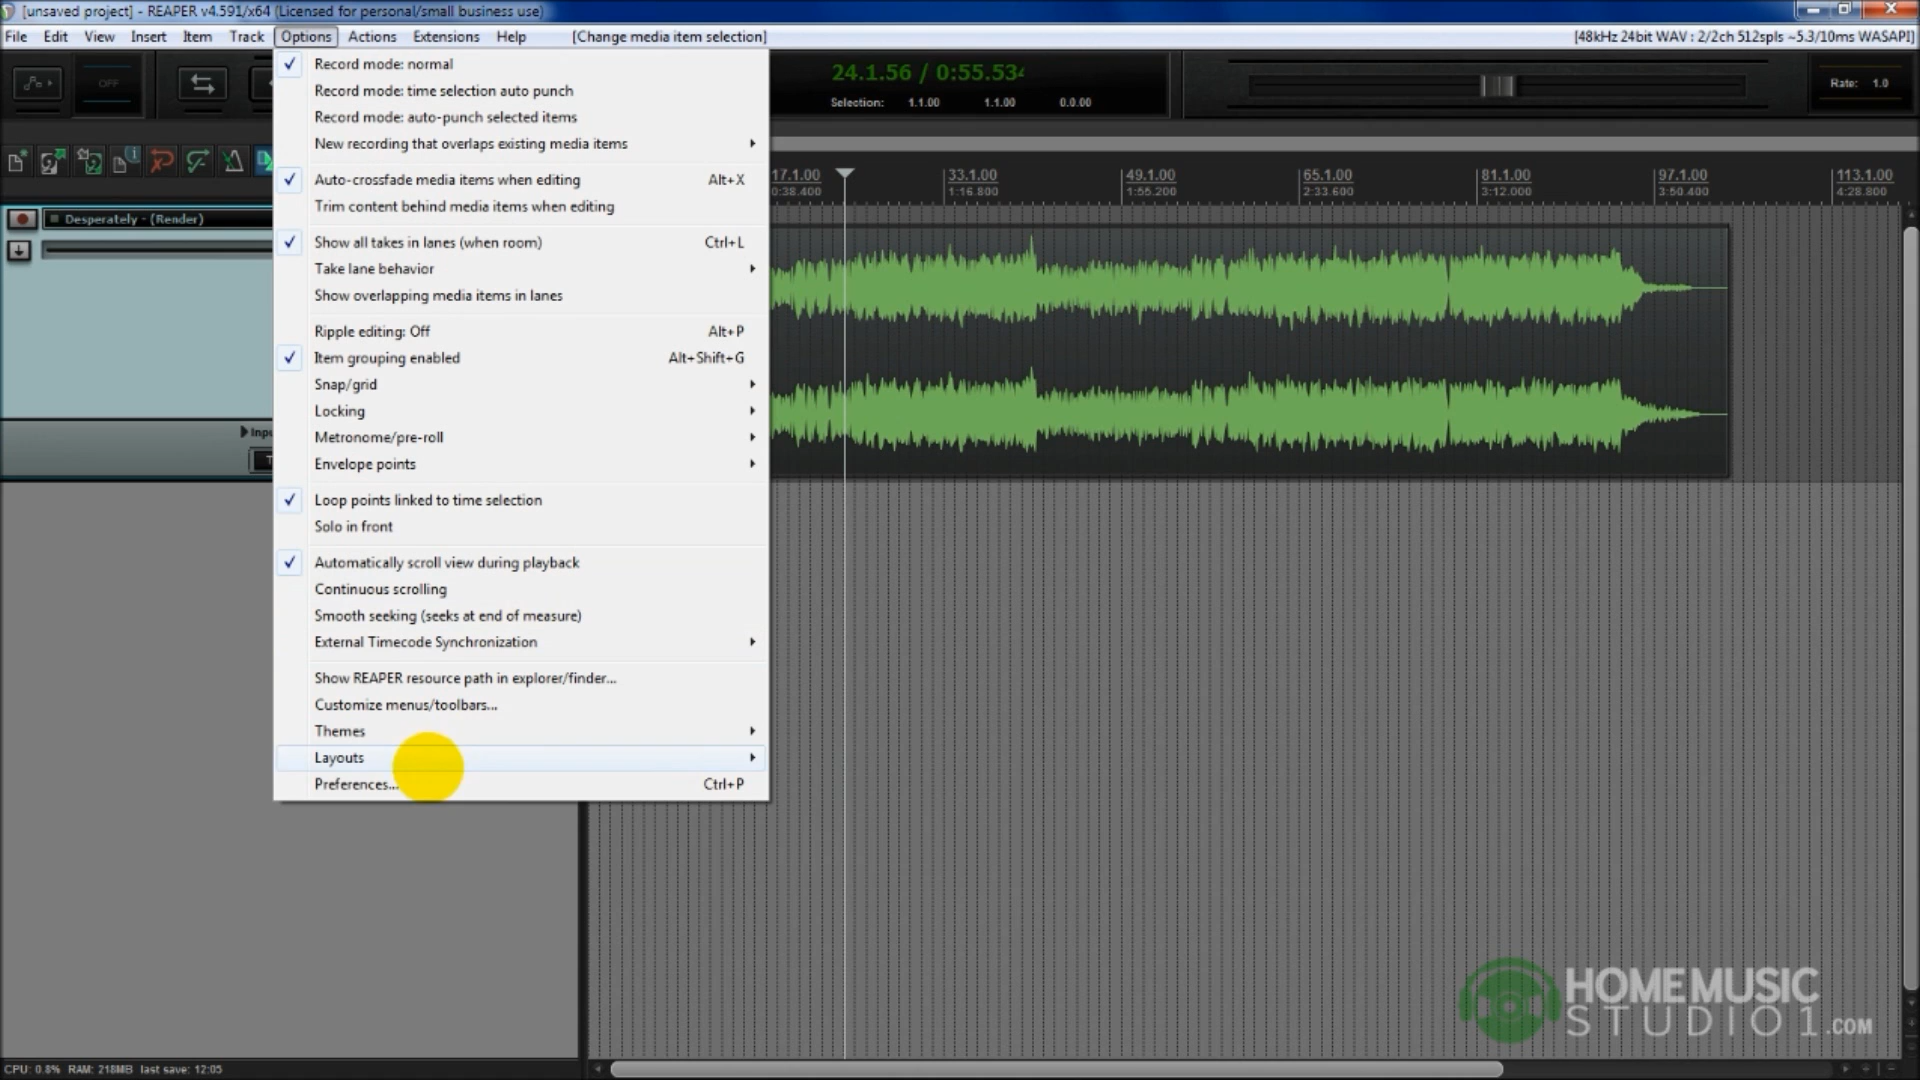 [unsaved project] - REAPER v4.591/x64 (Licensed for personal/small business use)
File Edit View Insert Item Track Options Actions Extensions Help [Change media item selection] [48kHz 24bit WAV : 2/2ch 512spls ~5.3/10ms WASAPI]
Record mode: normal
Record mode: time selection auto punch
Record mode: auto-punch selected items
New recording that overlaps existing media items
Auto-crossfade media items when editing Alt+X
Trim content behind media items when editing
Show all takes in lanes (when room) Ctrl+L
Take lane behavior
Show overlapping media items in lanes
Ripple editing: Off Alt+P
Item grouping enabled Alt+Shift+G
Snap/grid
Locking
Metronome/pre-roll
Envelope points
Loop points linked to time selection
Solo in front
Automatically scroll view during playback
Continuous scrolling
Smooth seeking (seeks at end of measure)
External Timecode Synchronization
Show REAPER resource path in explorer/finder...
Customize menus/toolbars...
Themes
Layouts
Preferences... Ctrl+P
OFF
24.1.56 / 0:55.534
Selection: 1.1.00 1.1.00 0.0.00
Rate: 1.0
17.1.00 33.1.00 49.1.00 65.1.00 81.1.00 97.1.00 113.1.00
0:38.400 1:16.800 1:55.200 2:33.600 3:12.000 3:50.400 4:28.800
Desperately - (Render)
HOMEMUSIC
STUDIO1.COM
CPU: 0.8% RAM: 218MB last save: 12:05